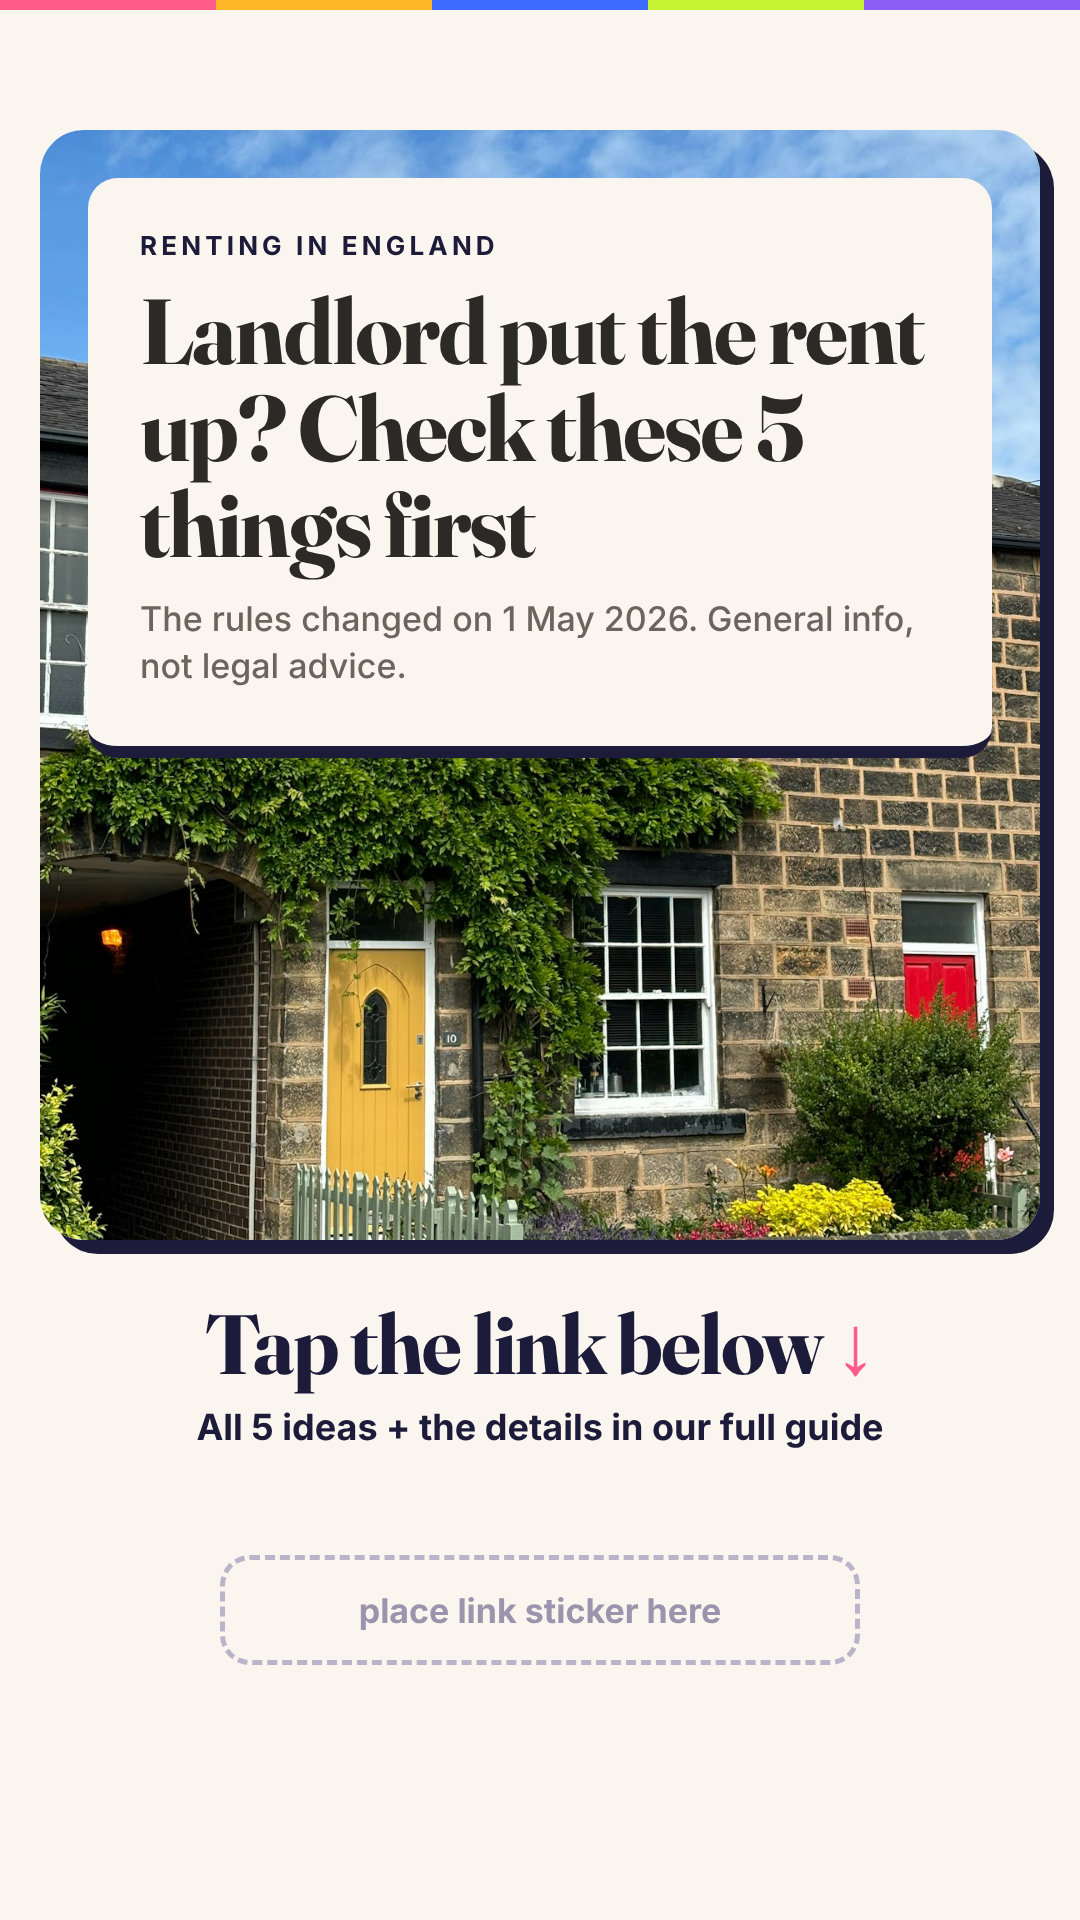 RENTING IN ENGLAND
Landlord put the rent
up? Check these 5
things first
The rules changed on 1 May 2026. General info,
not legal advice.
10
Tap the link below ↓
All 5 ideas + the details in our full guide
place link sticker here